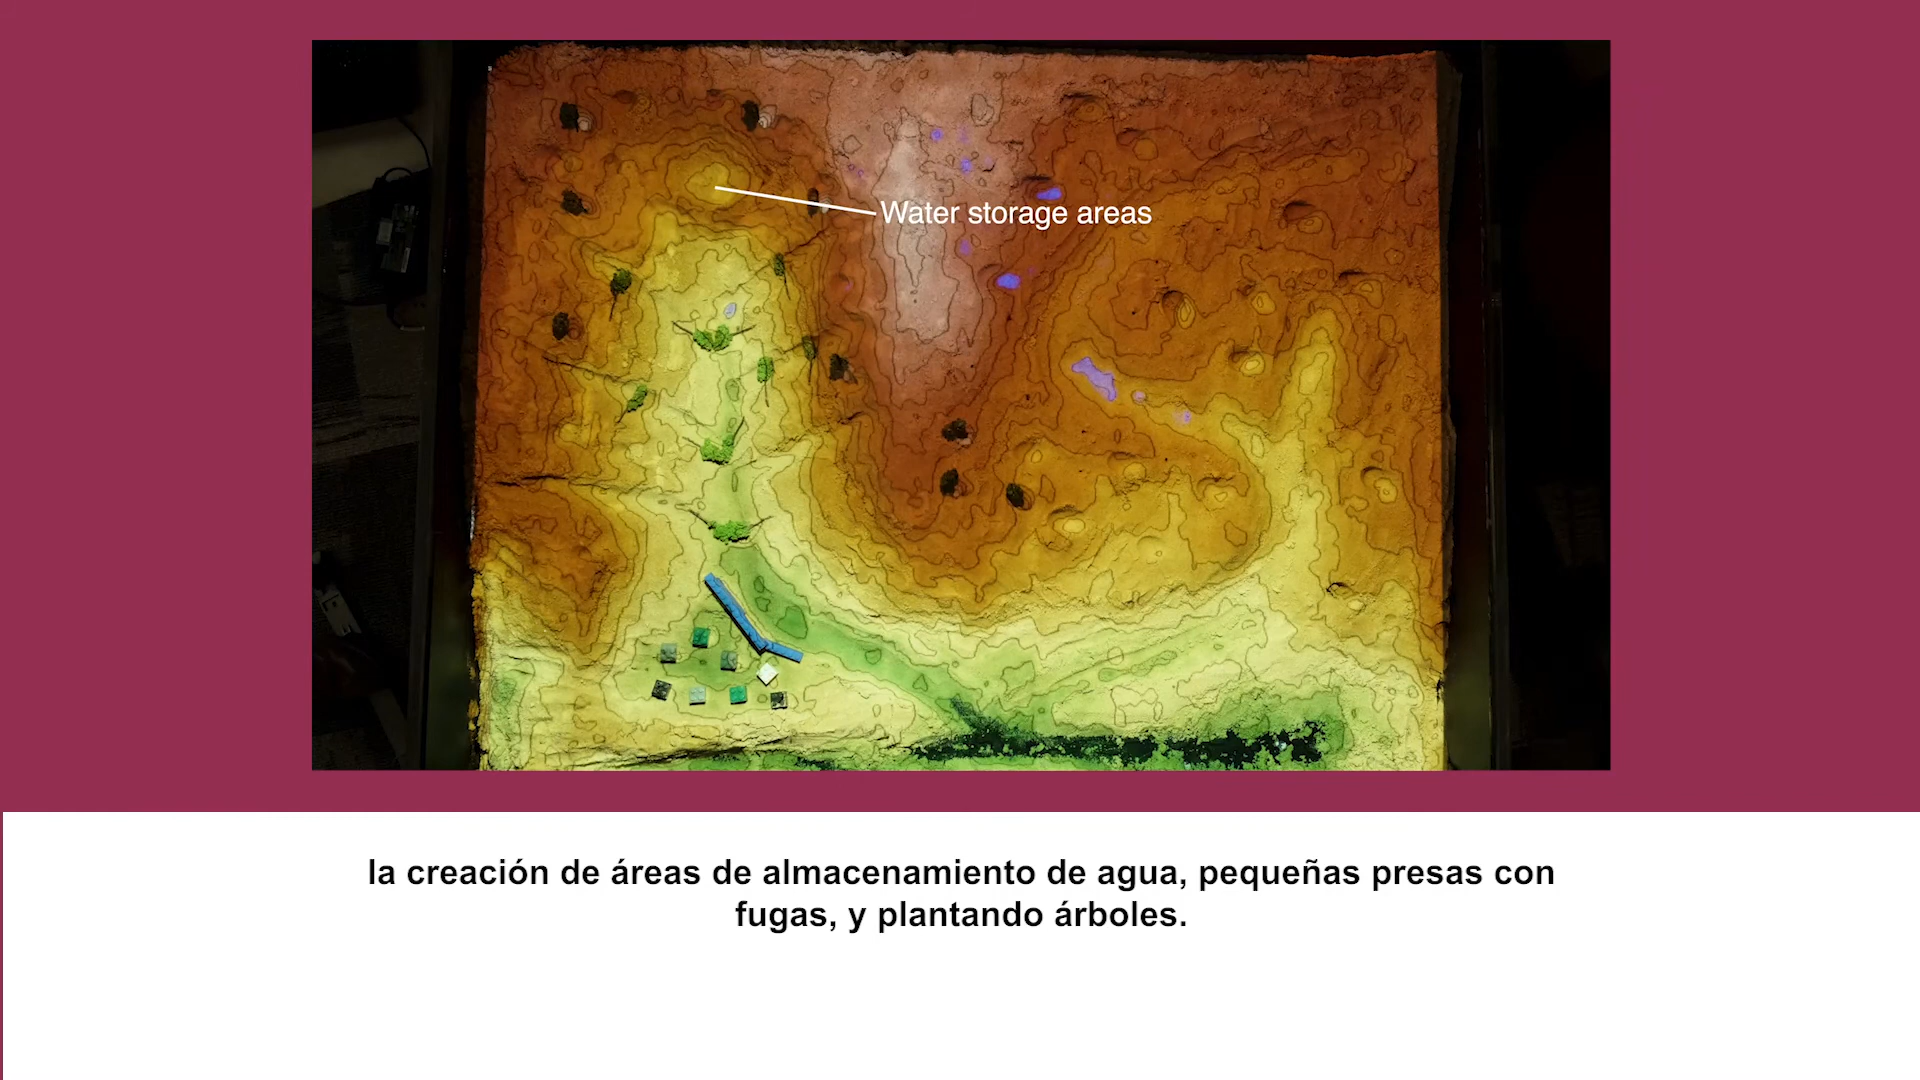 Water storage areas
la creación de áreas de almacenamiento de agua, pequeñas presas con
fugas, y plantando árboles.